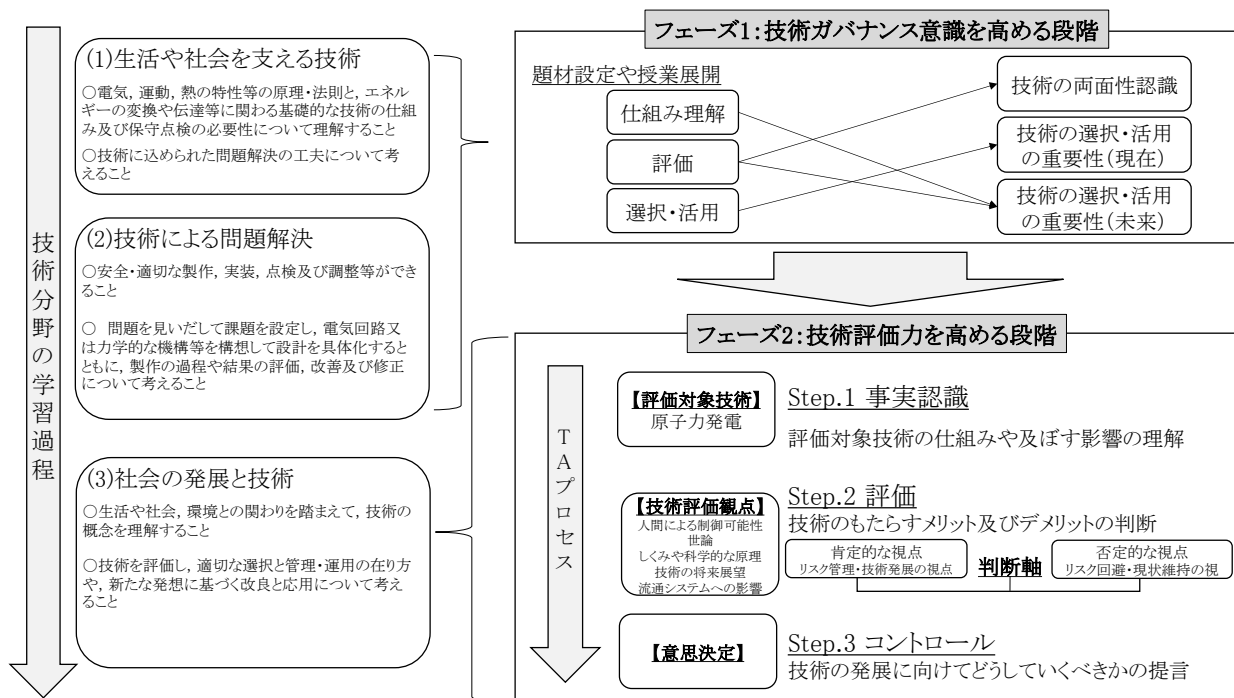 技術分野の学習過程
(1)生活や社会を支える技術
○電気，運動，熱の特性等の原理・法則と，エネル
ギーの変換や伝達等に関わる基礎的な技術の仕組
み及び保守点検の必要性について理解すること
○技術に込められた問題解決の工夫について考
えること
(2)技術による問題解決
○安全・適切な製作，実装，点検及び調整等ができ
ること
○ 問題を見いだして課題を設定し，電気回路又
は力学的な機構等を構想して設計を具体化すると
ともに，製作の過程や結果の評価，改善及び修正
について考えること
(3)社会の発展と技術
○生活や社会，環境との関わりを踏まえて，技術の
概念を理解すること
○技術を評価し，適切な選択と管理・運用の在り方
や，新たな発想に基づく改良と応用について考え
ること
フェーズ1：技術ガバナンス意識を高める段階
題材設定や授業展開
仕組み理解
評価
選択・活用
技術の両面性認識
技術の選択・活用
の重要性（現在）
技術の選択・活用
の重要性（未来）
フェーズ2：技術評価力を高める段階
TAプロセス
【評価対象技術】
原子力発電
Step.1 事実認識
評価対象技術の仕組みや及ぼす影響の理解
【技術評価観点】
人間による制御可能性
世論
しくみや科学的な原理
技術の将来展望
流通システムへの影響
Step.2 評価
技術のもたらすメリット及びデメリットの判断
肯定的な視点
リスク管理・技術発展の視点
判断軸
否定的な視点
リスク回避・現状維持の視
【意思決定】
Step.3 コントロール
技術の発展に向けてどうしていくべきかの提言